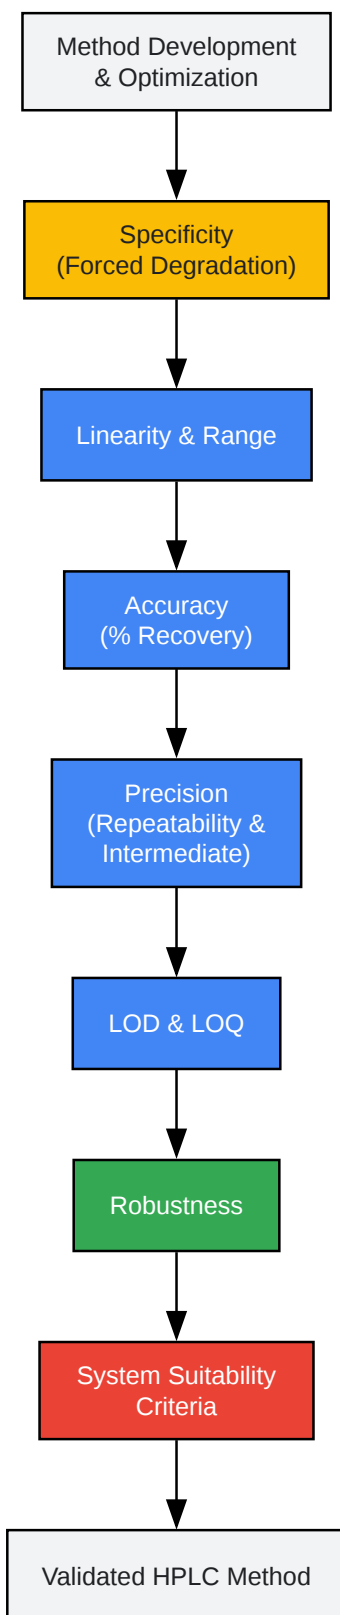 Method Development
& Optimization
Specificity
(Forced Degradation)
Linearity & Range
Accuracy
(% Recovery)
Precision
(Repeatability &
Intermediate)
LOD & LOQ
Robustness
System Suitability
Criteria
Validated HPLC Method